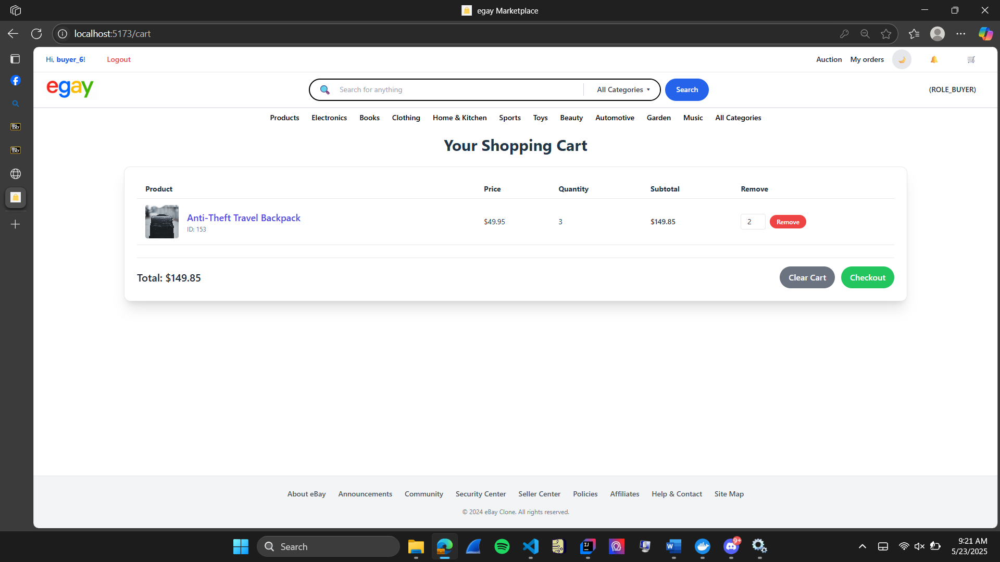 egay Marketplace
localhost:5173/cart
Hi, buyer_6! Logout Auction My orders
egay Search for anything All Categories ▾ Search (ROLE_BUYER)
Products Electronics Books Clothing Home & Kitchen Sports Toys Beauty Automotive Garden Music All Categories
Your Shopping Cart
Product Price Quantity Subtotal Remove
Anti-Theft Travel Backpack $49.95 3 $149.85 2 Remove
ID: 153
Total: $149.85 Clear Cart Checkout
About eBay Announcements Community Security Center Seller Center Policies Affiliates Help & Contact Site Map
© 2024 eBay Clone. All rights reserved.
Bb
Bb
Search
IJ
W
9+
9:21 AM
5/23/2025